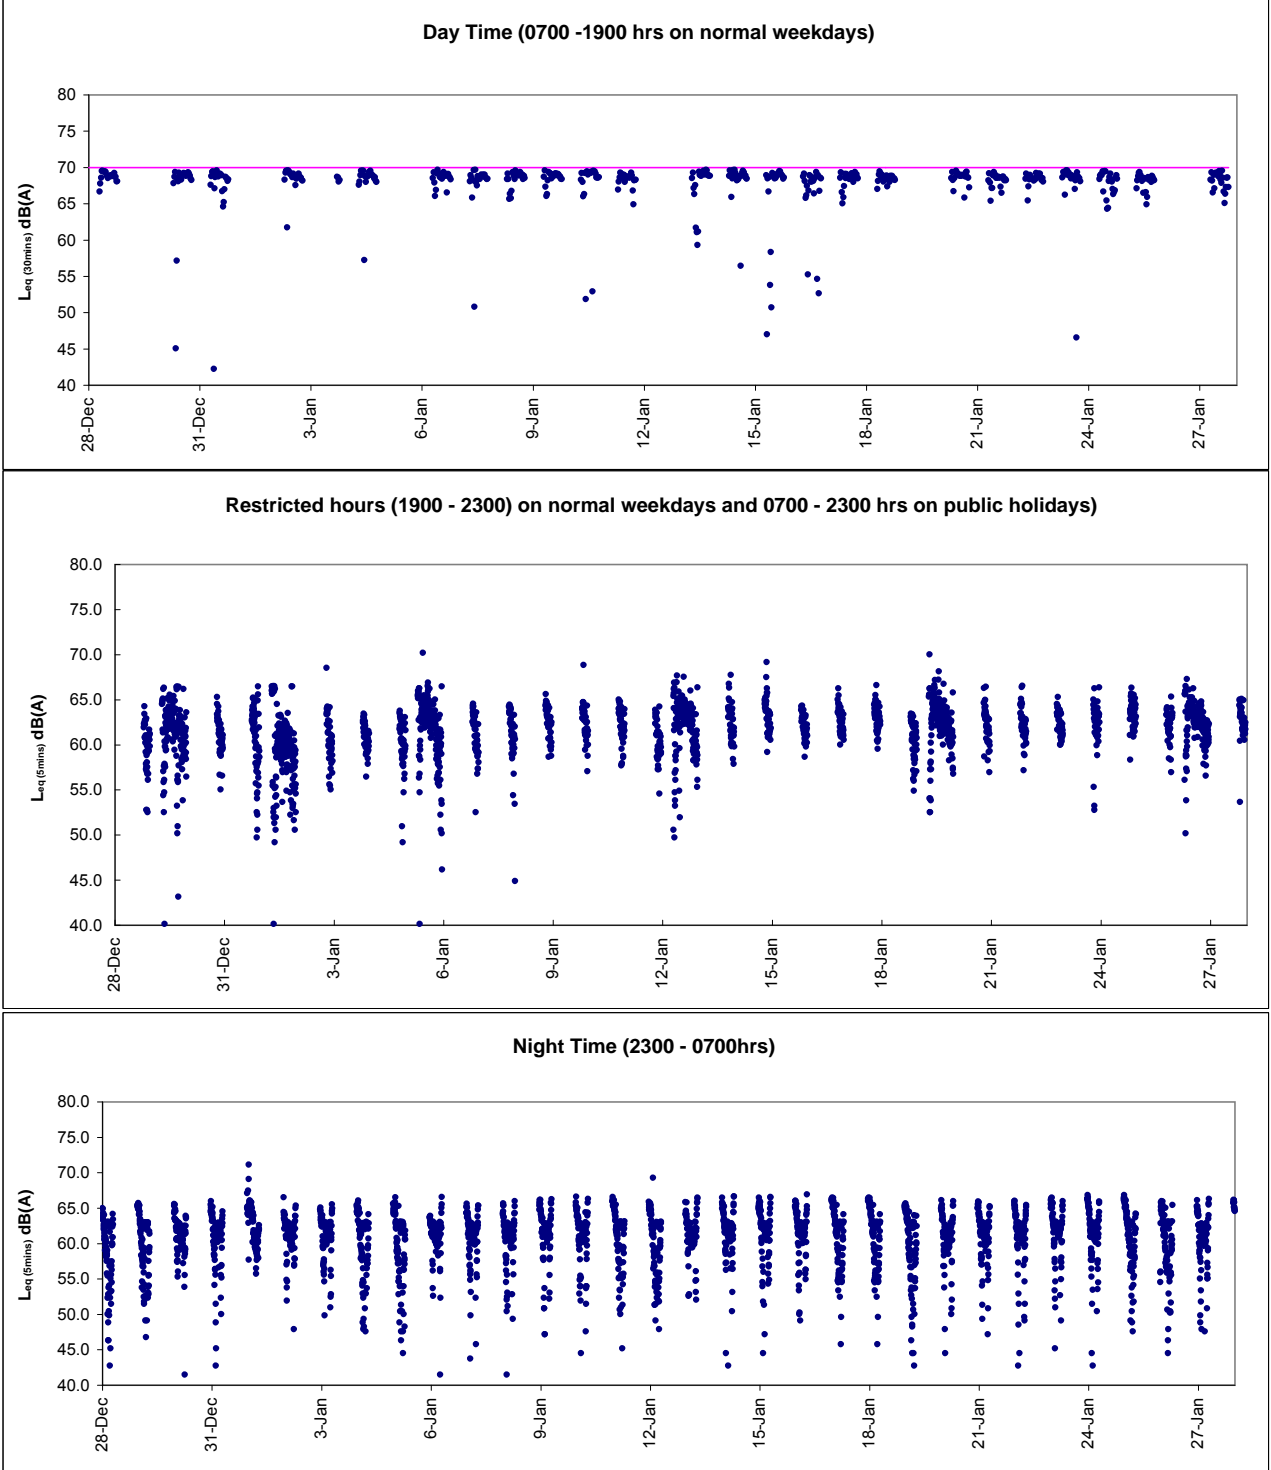 Day Time (0700 -1900 hrs on normal weekdays)
80
75
70
65
60
55
50
45
40
Leq (30mins) dB(A)
28-Dec
31-Dec
3-Jan
6-Jan
9-Jan
12-Jan
15-Jan
18-Jan
21-Jan
24-Jan
27-Jan
Restricted hours (1900 - 2300) on normal weekdays and 0700 - 2300 hrs on public holidays)
80.0
75.0
70.0
65.0
60.0
55.0
50.0
45.0
40.0
Leq (5mins) dB(A)
28-Dec
31-Dec
3-Jan
6-Jan
9-Jan
12-Jan
15-Jan
18-Jan
21-Jan
24-Jan
27-Jan
Night Time (2300 - 0700hrs)
80.0
75.0
70.0
65.0
60.0
55.0
50.0
45.0
40.0
Leq (5mins) dB(A)
28-Dec
31-Dec
3-Jan
6-Jan
9-Jan
12-Jan
15-Jan
18-Jan
21-Jan
24-Jan
27-Jan